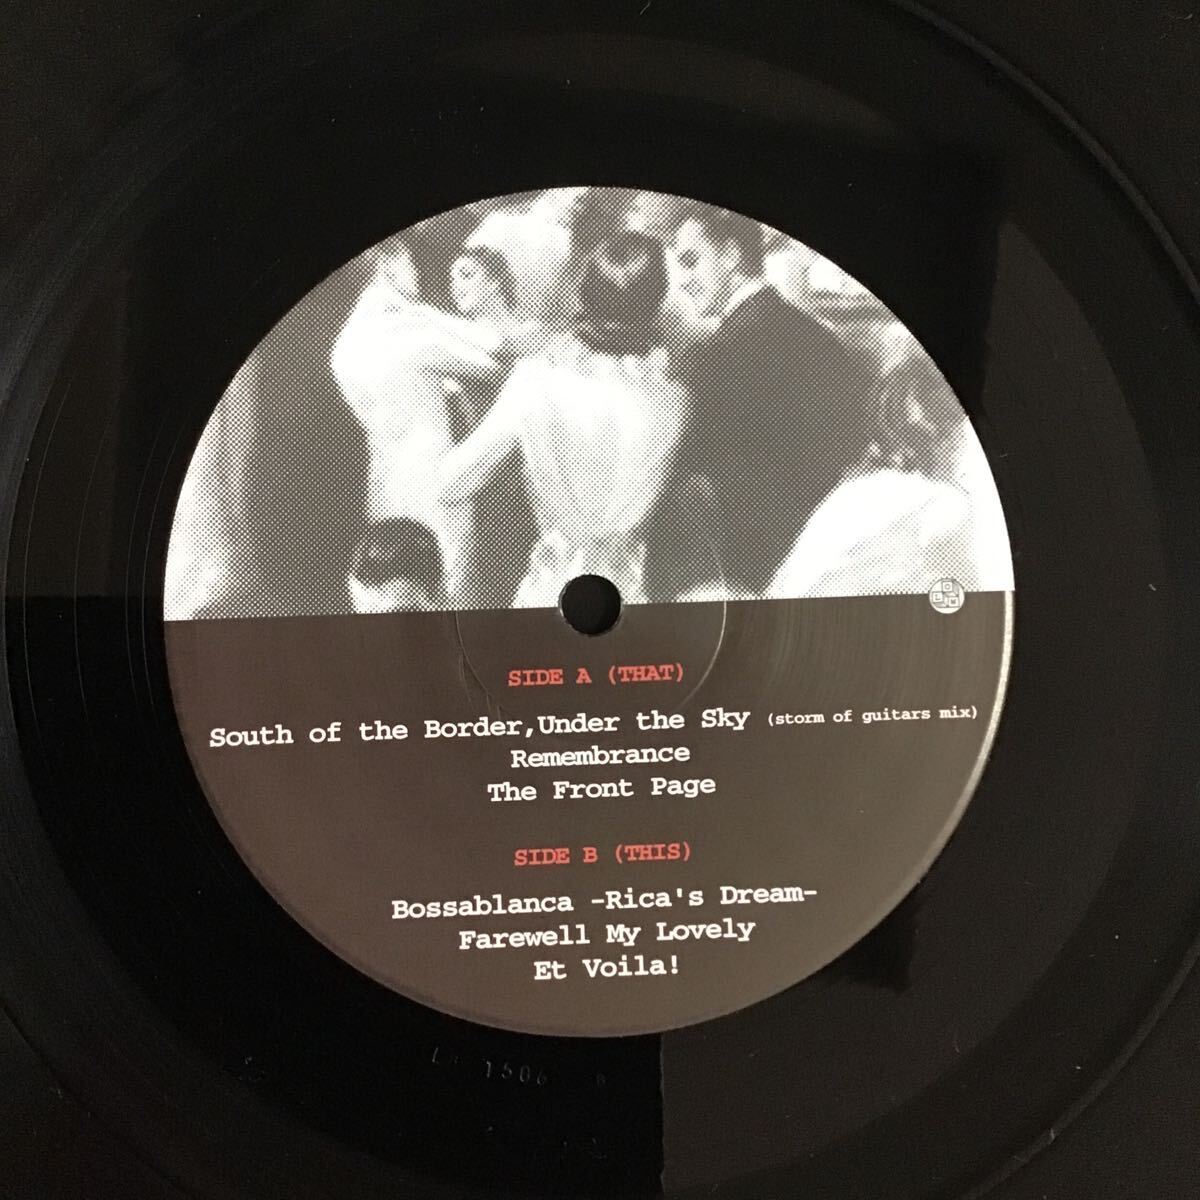 SIDE A (THAT)
South of the Border,Under the Sky (storm of guitars mix)
Remembrance
The Front Page
SIDE B (THIS)
Bossablanca -Rica's Dream-
Farewell My Lovely
Et Voila!
1506